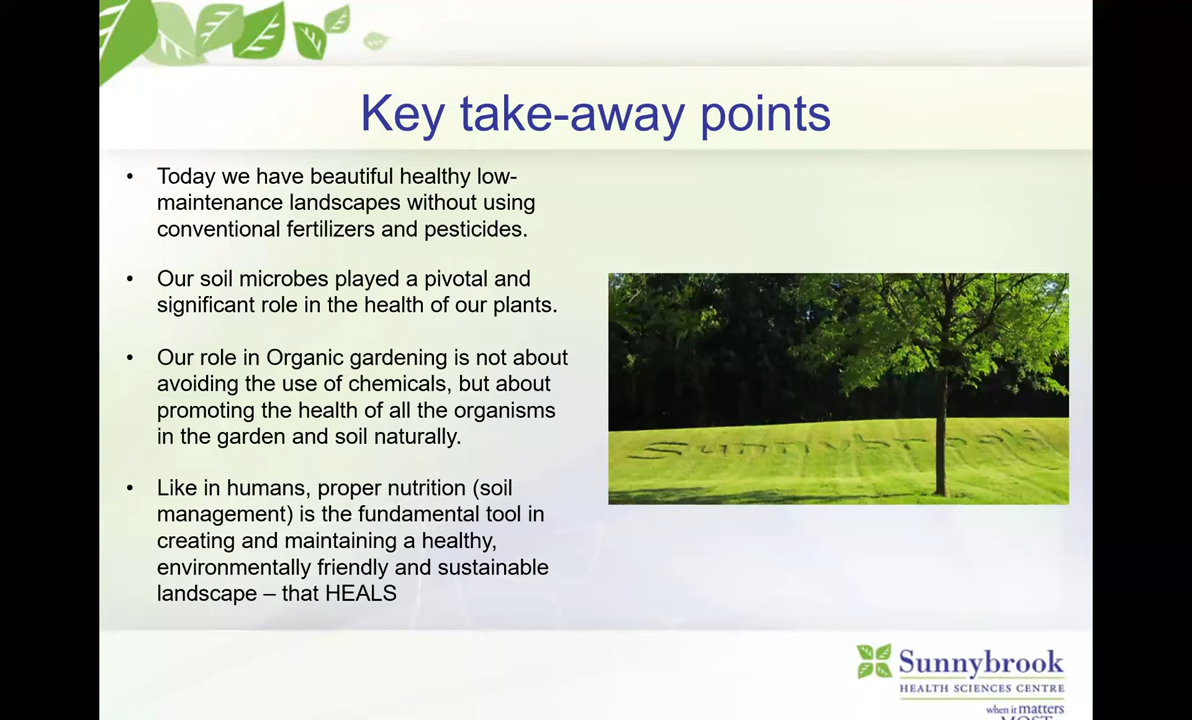 Key take-away points
• Today we have beautiful healthy low-
maintenance landscapes without using
conventional fertilizers and pesticides.
• Our soil microbes played a pivotal and
significant role in the health of our plants.
• Our role in Organic gardening is not about
avoiding the use of chemicals, but about
promoting the health of all the organisms
in the garden and soil naturally.
• Like in humans, proper nutrition (soil
management) is the fundamental tool in
creating and maintaining a healthy,
environmentally friendly and sustainable
landscape – that HEALS
Sunnybrook
Sunnybrook
HEALTH SCIENCES CENTRE
when it matters
MOST